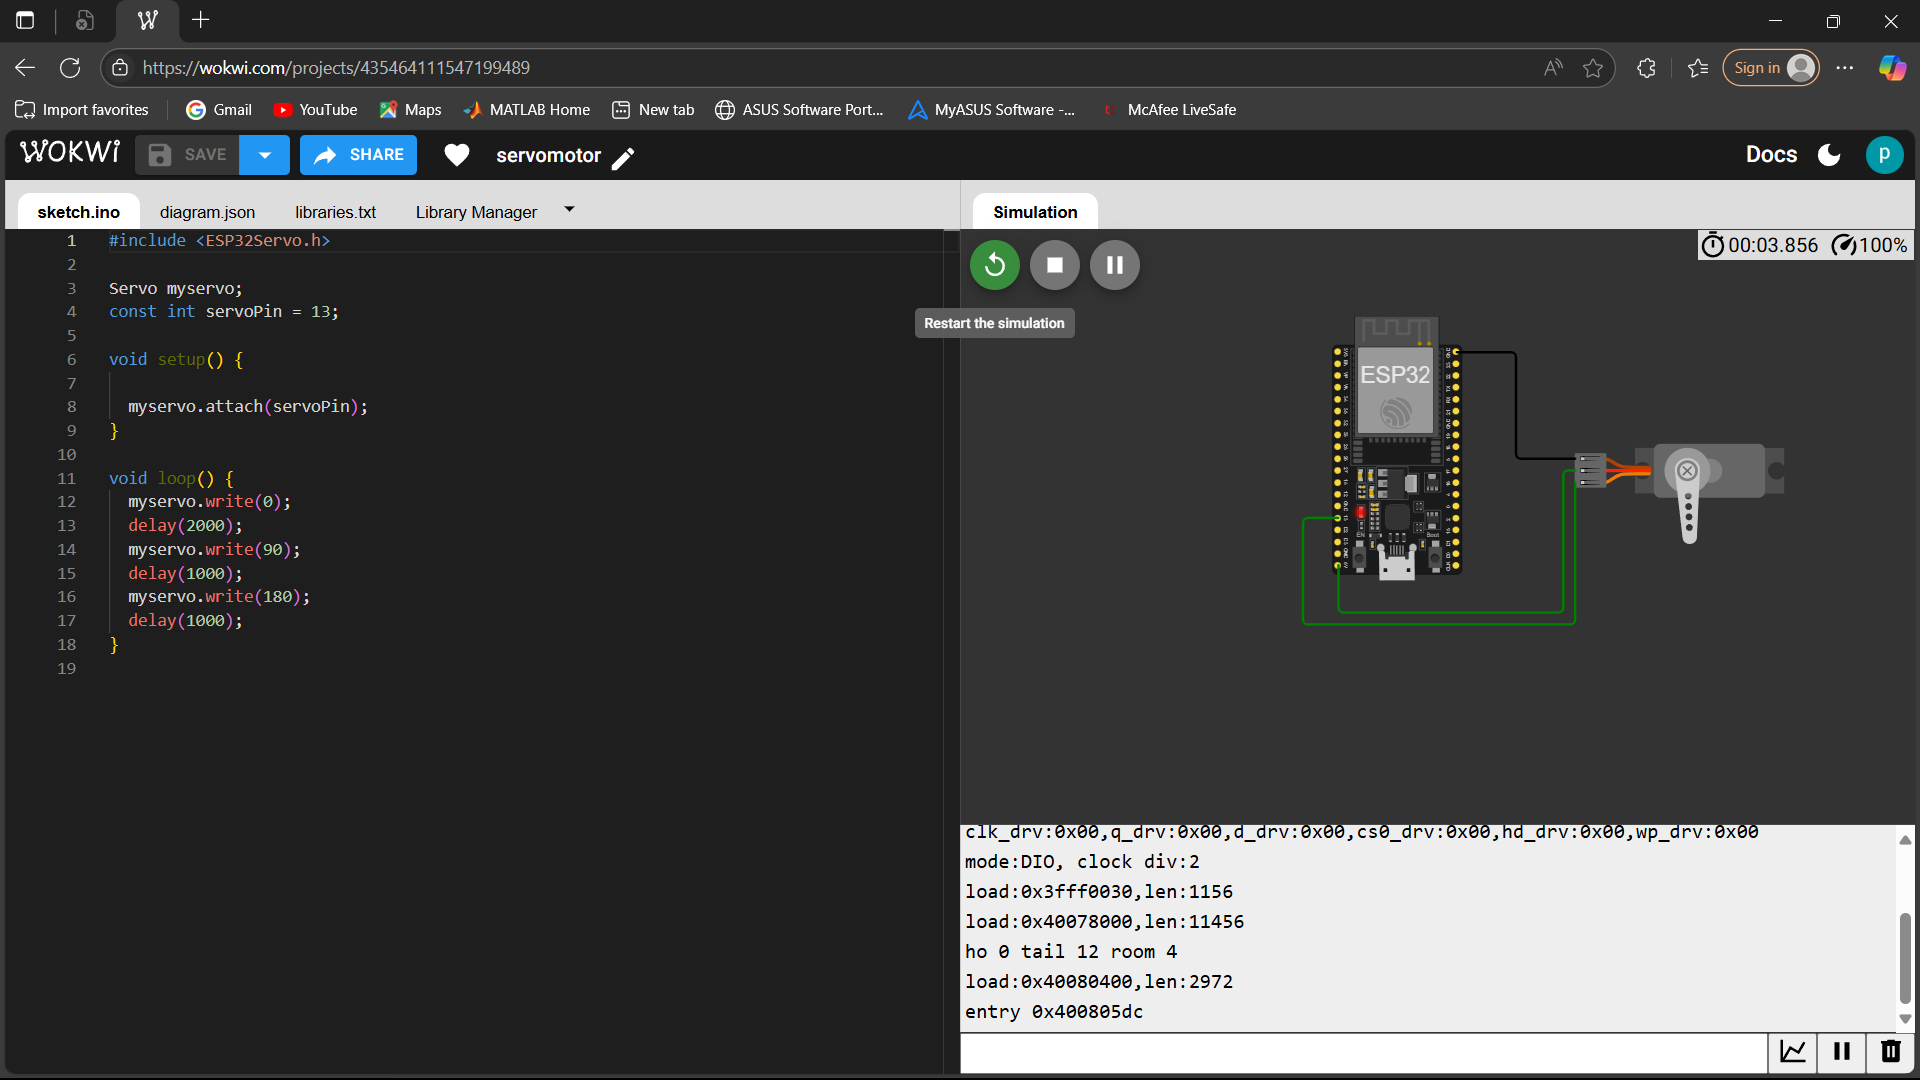 https://wokwi.com/projects/435464111547199489
Sign in
Import favorites
Gmail
YouTube
Maps
MATLAB Home
New tab
ASUS Software Port...
MyASUS Software -...
McAfee LiveSafe
WOKWI
SAVE
SHARE
servomotor
Docs
p
sketch.ino
diagram.json
libraries.txt
Library Manager
Simulation
1 #include <ESP32Servo.h>
2
3 Servo myservo;
4 const int servoPin = 13;
5
6 void setup() {
7
8 myservo.attach(servoPin);
9 }
10
11 void loop() {
12 myservo.write(0);
13 delay(2000);
14 myservo.write(90);
15 delay(1000);
16 myservo.write(180);
17 delay(1000);
18 }
19
00:03.856
100%
Restart the simulation
ESP32
EN
Boot
clk_drv:0x00,q_drv:0x00,d_drv:0x00,cs0_drv:0x00,hd_drv:0x00,wp_drv:0x00
mode:DIO, clock div:2
load:0x3fff0030,len:1156
load:0x40078000,len:11456
ho 0 tail 12 room 4
load:0x40080400,len:2972
entry 0x400805dc